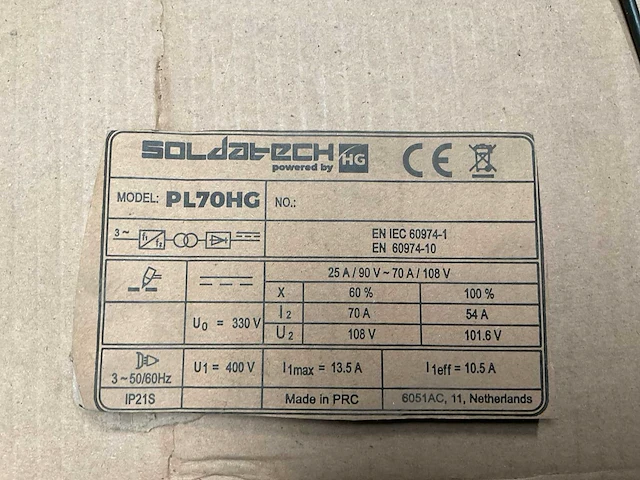 SOLdatECH
powered by HG
CE
MODEL: PL70HG NO.:
3~ f1 f2
EN IEC 60974-1
EN 60974-10
25 A / 90 V ~ 70 A / 108 V
X 60 % 100 %
I2 70 A 54 A
U0 = 330 V
U2 108 V 101.6 V
3~50/60Hz U1 = 400 V I1max = 13.5 A I1eff = 10.5 A
IP21S Made in PRC 6051AC, 11, Netherlands